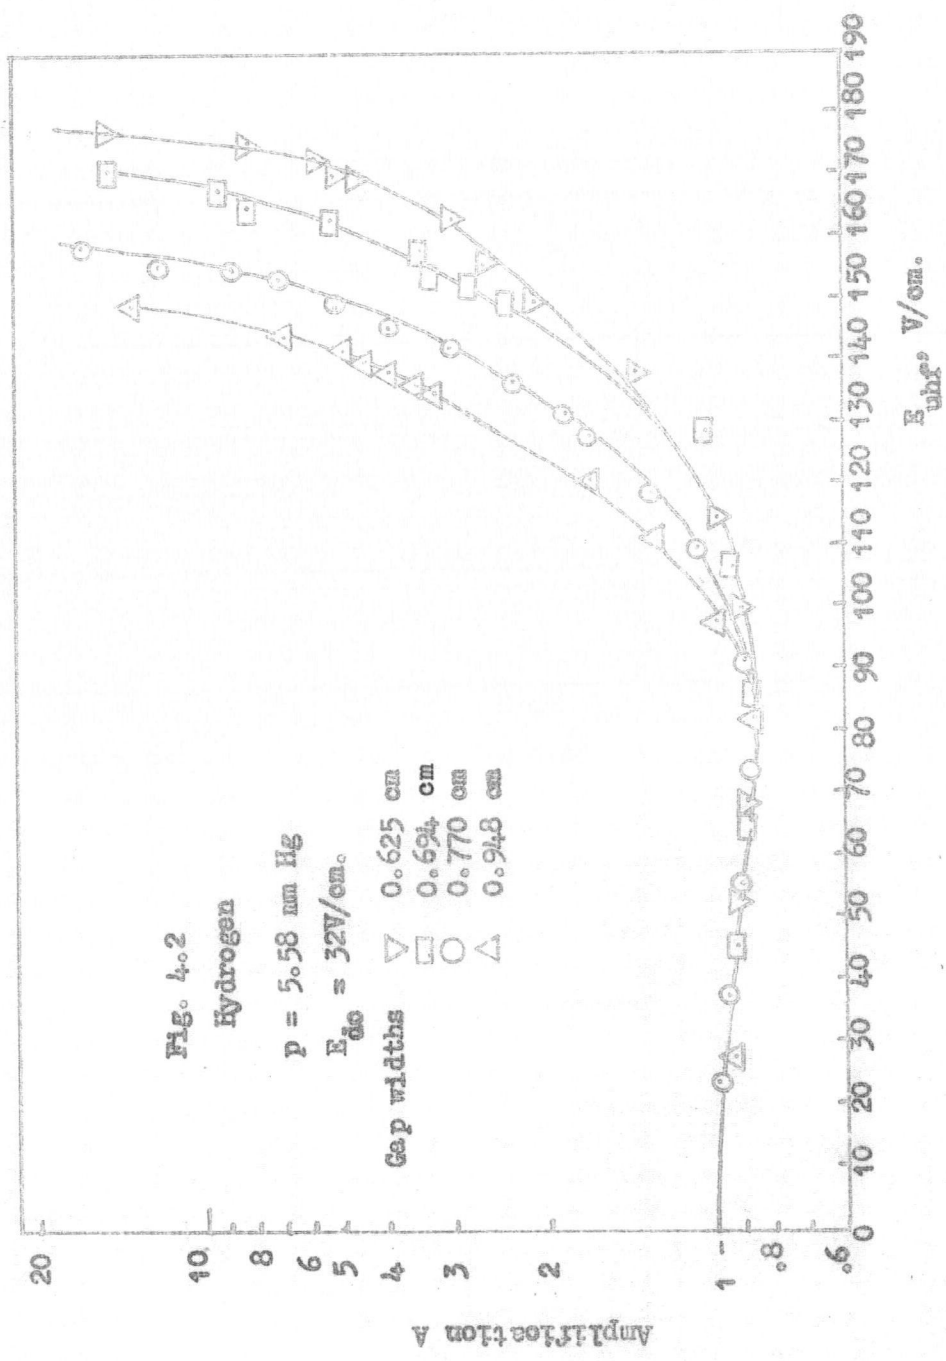 Fig. 4.2
Hydrogen
p = 5.58 mm Hg
Edc = 32V/cm.
Gap widths
▽ 0.625 cm
□ 0.694 cm
○ 0.770 cm
△ 0.948 cm
Amplification A
20
10
8
6
5
4
3
2
1
.8
.6
0 10 20 30 40 50 60 70 80 90 100 110 120 130 140 150 160 170 180 190
Euhf, V/cm.